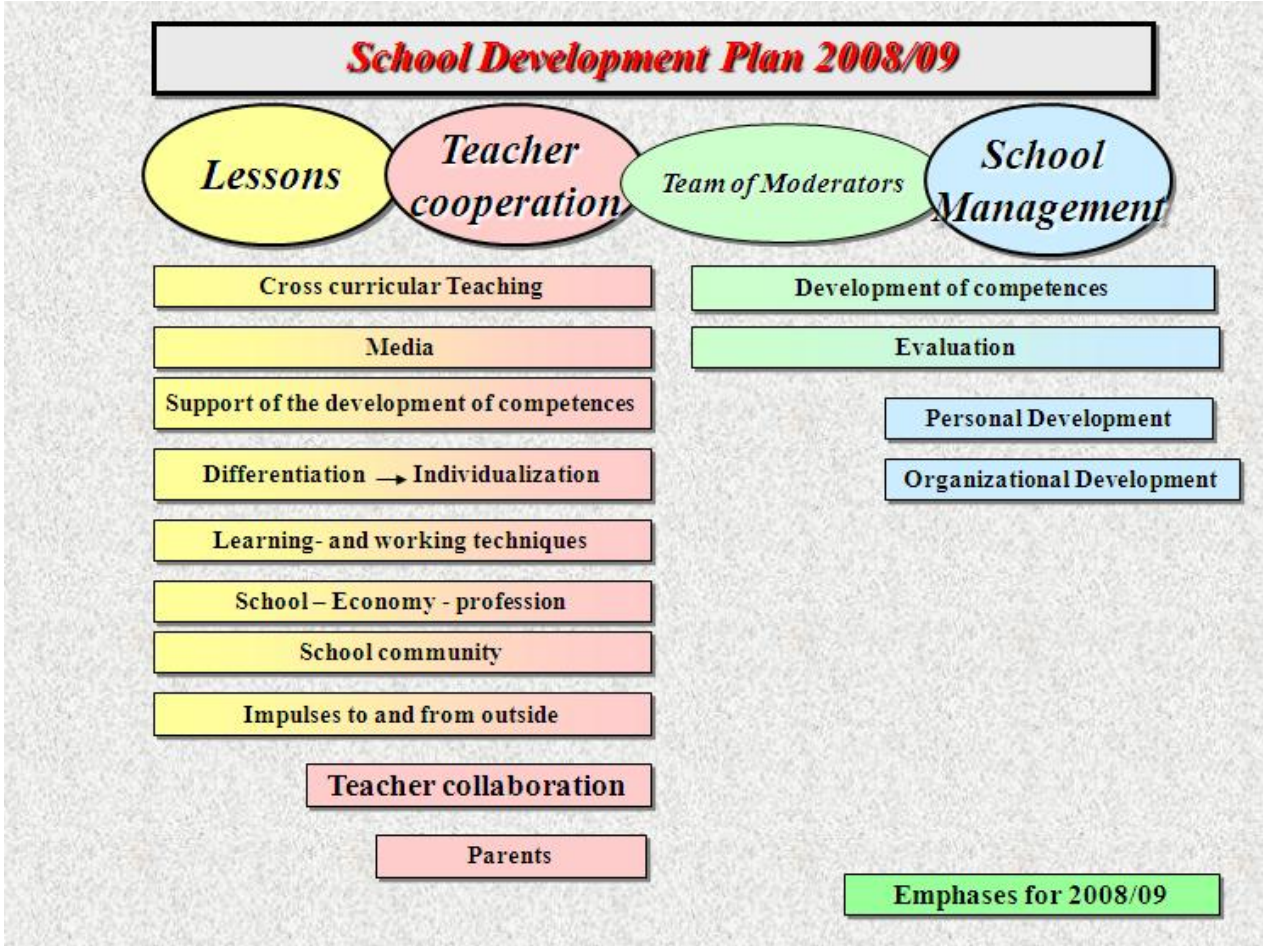 School Development Plan 2008/09
Lessons
Teacher
cooperation
Team of Moderators
School
Management
Cross curricular Teaching
Media
Support of the development of competences
Differentiation → Individualization
Learning- and working techniques
School – Economy - profession
School community
Impulses to and from outside
Teacher collaboration
Parents
Development of competences
Evaluation
Personal Development
Organizational Development
Emphases for 2008/09